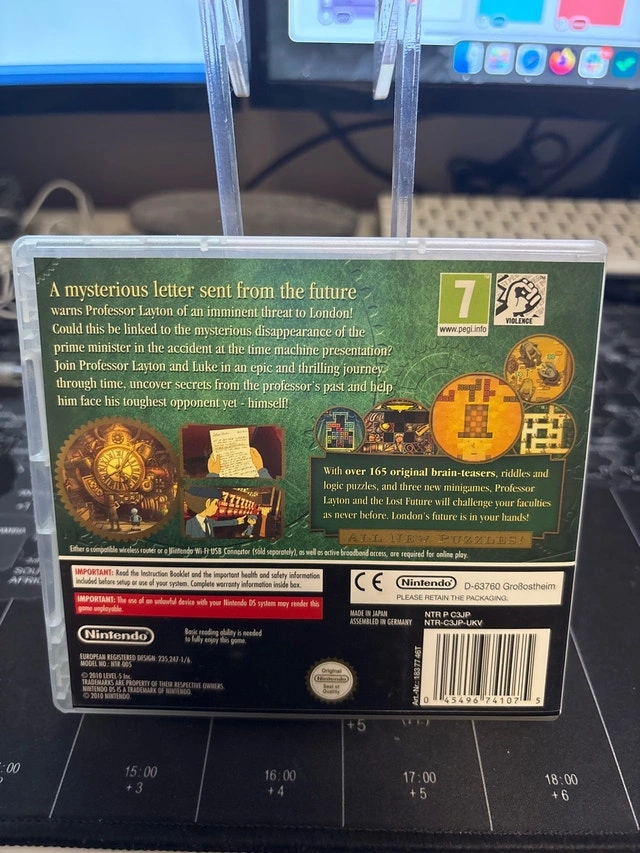 A mysterious letter sent from the future
warns Professor Layton of an imminent threat to London!
Could this be linked to the mysterious disappearance of the
prime minister in the accident at the time machine presentation?
Join Professor Layton and Luke in an epic and thrilling journey
through time, uncover secrets from the professor's past and help
him face his toughest opponent yet - himself!
7
www.pegi.info
VIOLENCE
With over 165 original brain-teasers, riddles and
logic puzzles, and three new minigames, Professor
Layton and the Lost Future will challenge your faculties
as never before. London's future is in your hands!
ALL NEW PUZZLES!
Either a compatible wireless router or a Nintendo Wi-Fi USB Connector (sold separately), as well as active broadband access, are required for online play.
IMPORTANT: Read the Instruction Booklet and the important health and safety information
included before setup or use of your system. Complete warranty information inside box.
IMPORTANT: The use of an unlawful device with your Nintendo DS system may render this
game unplayable.
CE Nintendo D-63760 Großostheim
PLEASE RETAIN THE PACKAGING.
Nintendo
Basic reading ability is needed
to fully enjoy this game.
MADE IN JAPAN
ASSEMBLED IN GERMANY
NTR P C3JP
NTR-C3JP-UKV
EUROPEAN REGISTERED DESIGN: 235.247-1/6
MODEL NO.: NTR-005
© 2010 LEVEL-5 Inc.
TRADEMARKS ARE PROPERTY OF THEIR RESPECTIVE OWNERS.
NINTENDO DS IS A TRADEMARK OF NINTENDO.
© 2010 NINTENDO.
Original
Nintendo
Seal of
Quality
Art.-Nr.: 1837746T
0 45496 74107 5
+5
:00
15:00
+3
16:00
+4
17:00
+5
18:00
+6